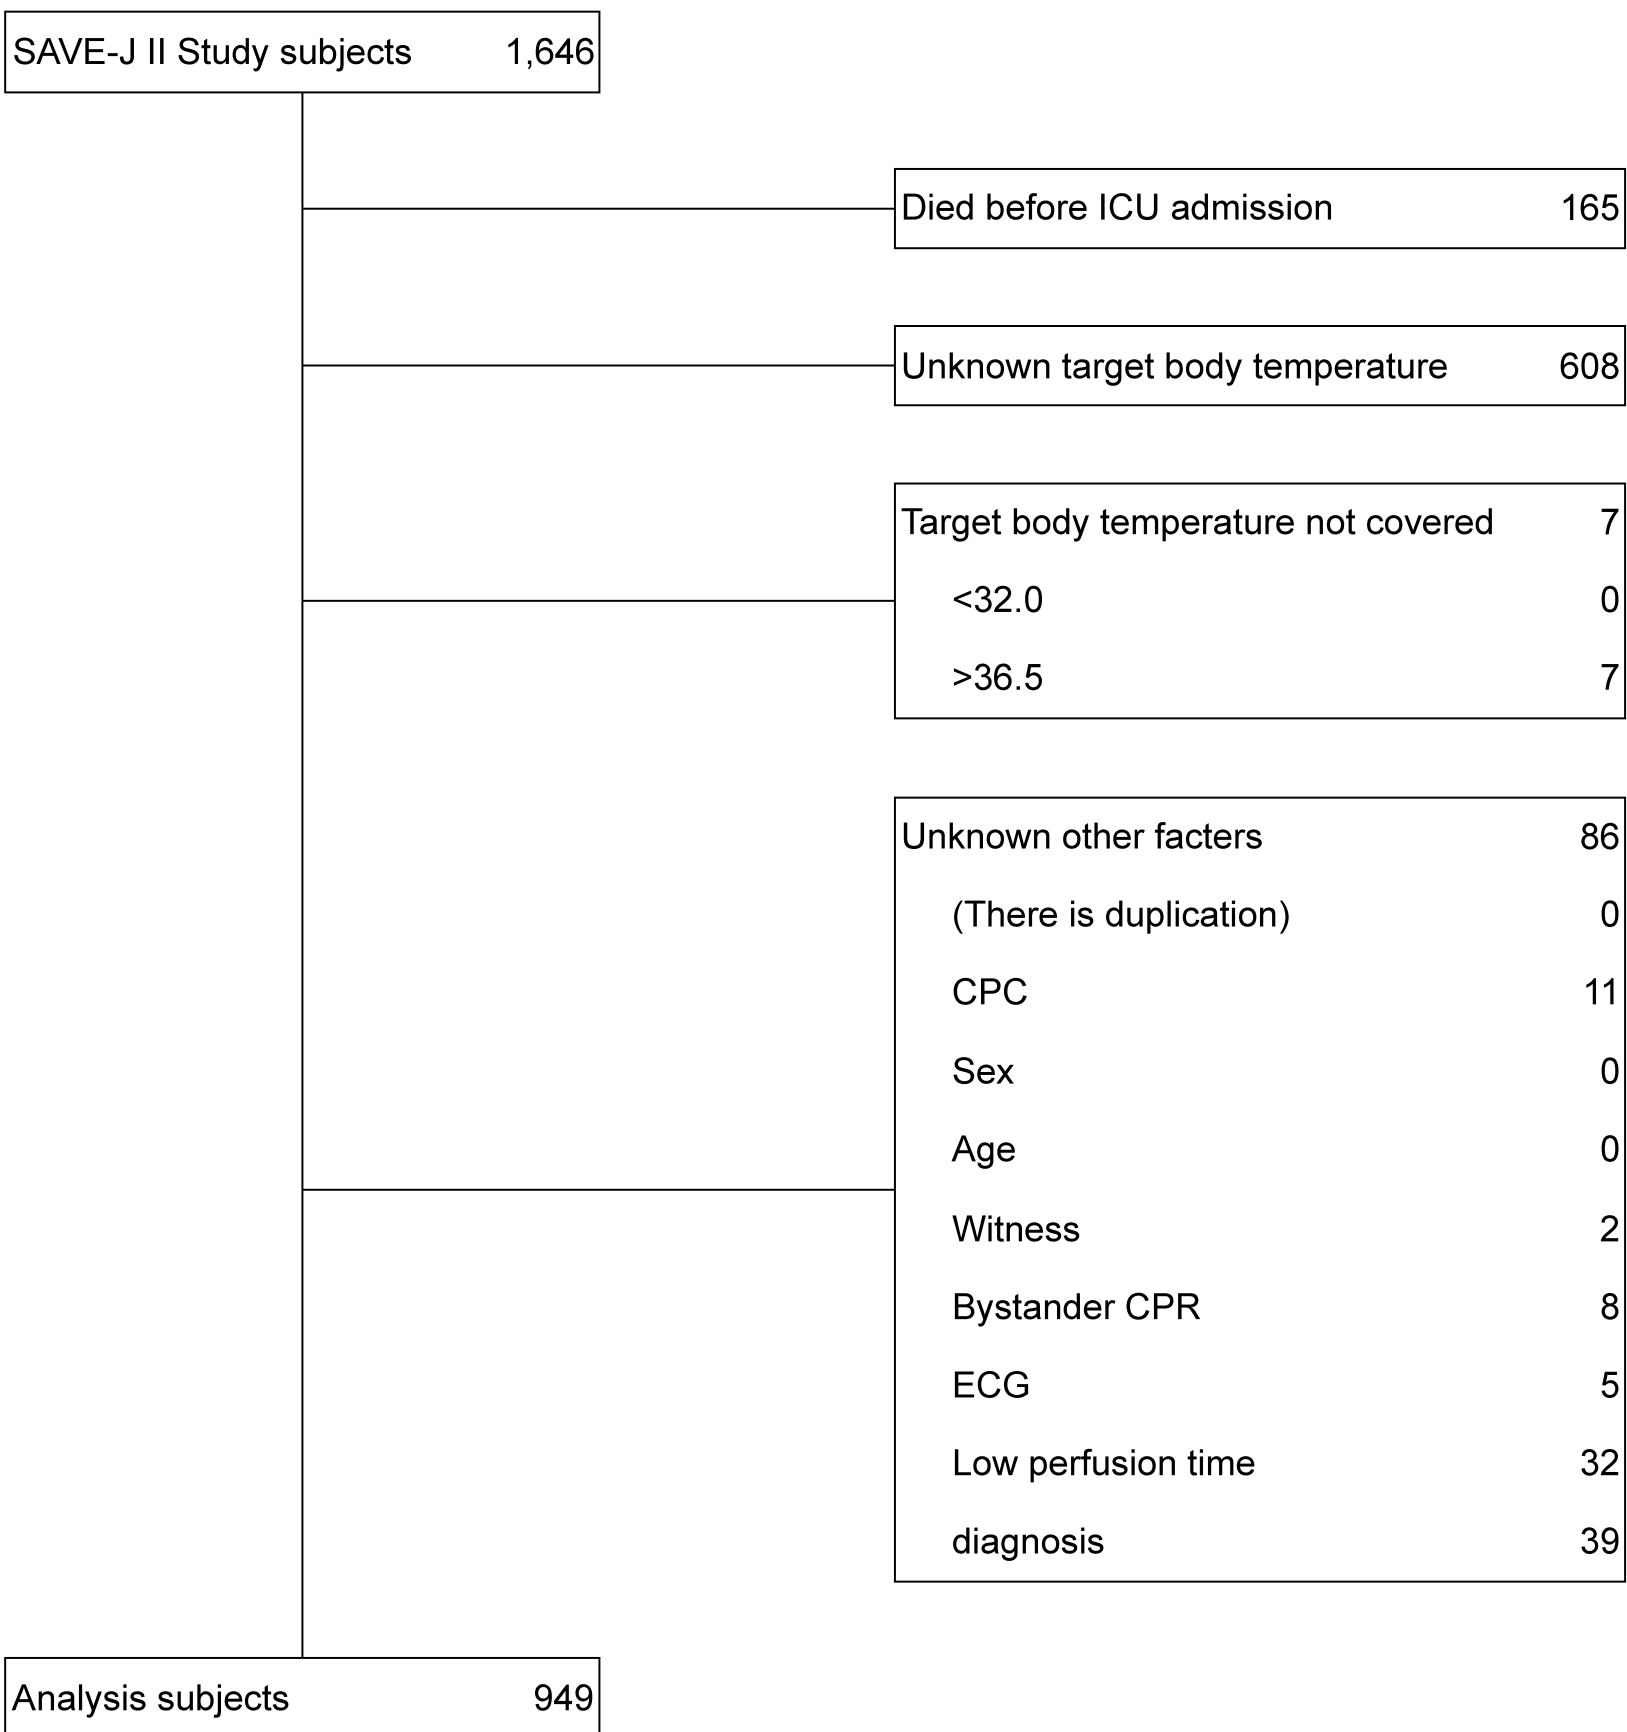 SAVE-J II Study subjects 1,646
Died before ICU admission 165
Unknown target body temperature 608
Target body temperature not covered 7
<32.0 0
>36.5 7
Unknown other facters 86
(There is duplication) 0
CPC 11
Sex 0
Age 0
Witness 2
Bystander CPR 8
ECG 5
Low perfusion time 32
diagnosis 39
Analysis subjects 949